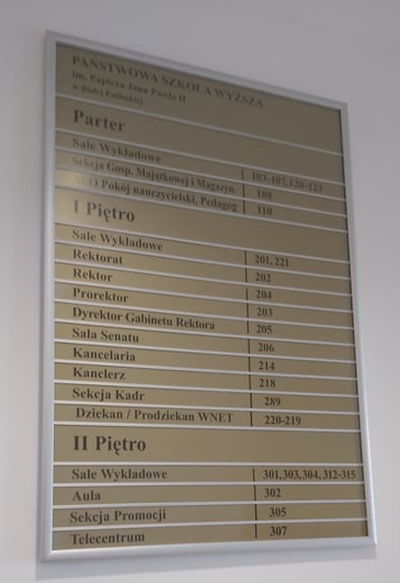 PAŃSTWOWA SZKOŁA WYŻSZA
im. Papieża Jana Pawła II
w Białej Podlaskiej
Parter
Sale Wykładowe 103-107,120-123
Sekcja Gosp. Majątkowej i Magazyn.
Pokój nauczycielski, Pedagog 110
I Piętro
Sale Wykładowe 201, 221
Rektorat 202
Rektor 204
Prorektor 203
Dyrektor Gabinetu Rektora 205
Sala Senatu 206
Kancelaria 214
Kanclerz 218
Sekcja Kadr 289
Dziekan / Prodziekan WNET 220-219
II Piętro
Sale Wykładowe 301,303,304, 312-315
Aula 302
Sekcja Promocji 305
Telecentrum 307